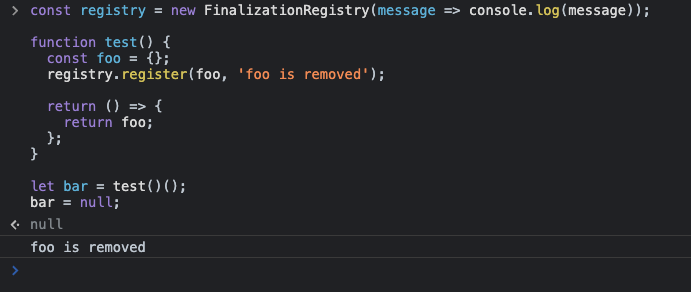 > const registry = new FinalizationRegistry(message => console.log(message));

function test() {
  const foo = {};
  registry.register(foo, 'foo is removed');

  return () => {
    return foo;
  };
}

let bar = test()();
bar = null;
null
foo is removed
>